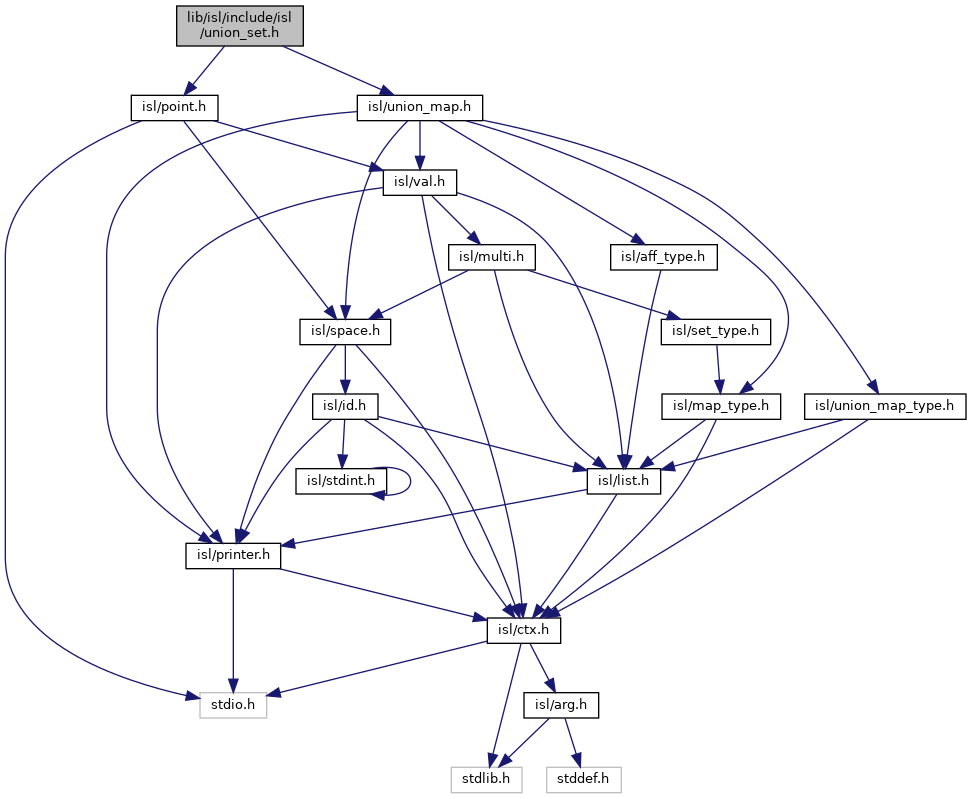 lib/isl/include/isl
/union_set.h
isl/point.h
isl/union_map.h
isl/val.h
isl/multi.h
isl/aff_type.h
isl/space.h
isl/set_type.h
isl/id.h
isl/map_type.h
isl/union_map_type.h
isl/stdint.h
isl/list.h
isl/printer.h
isl/ctx.h
stdio.h
isl/arg.h
stdlib.h
stddef.h